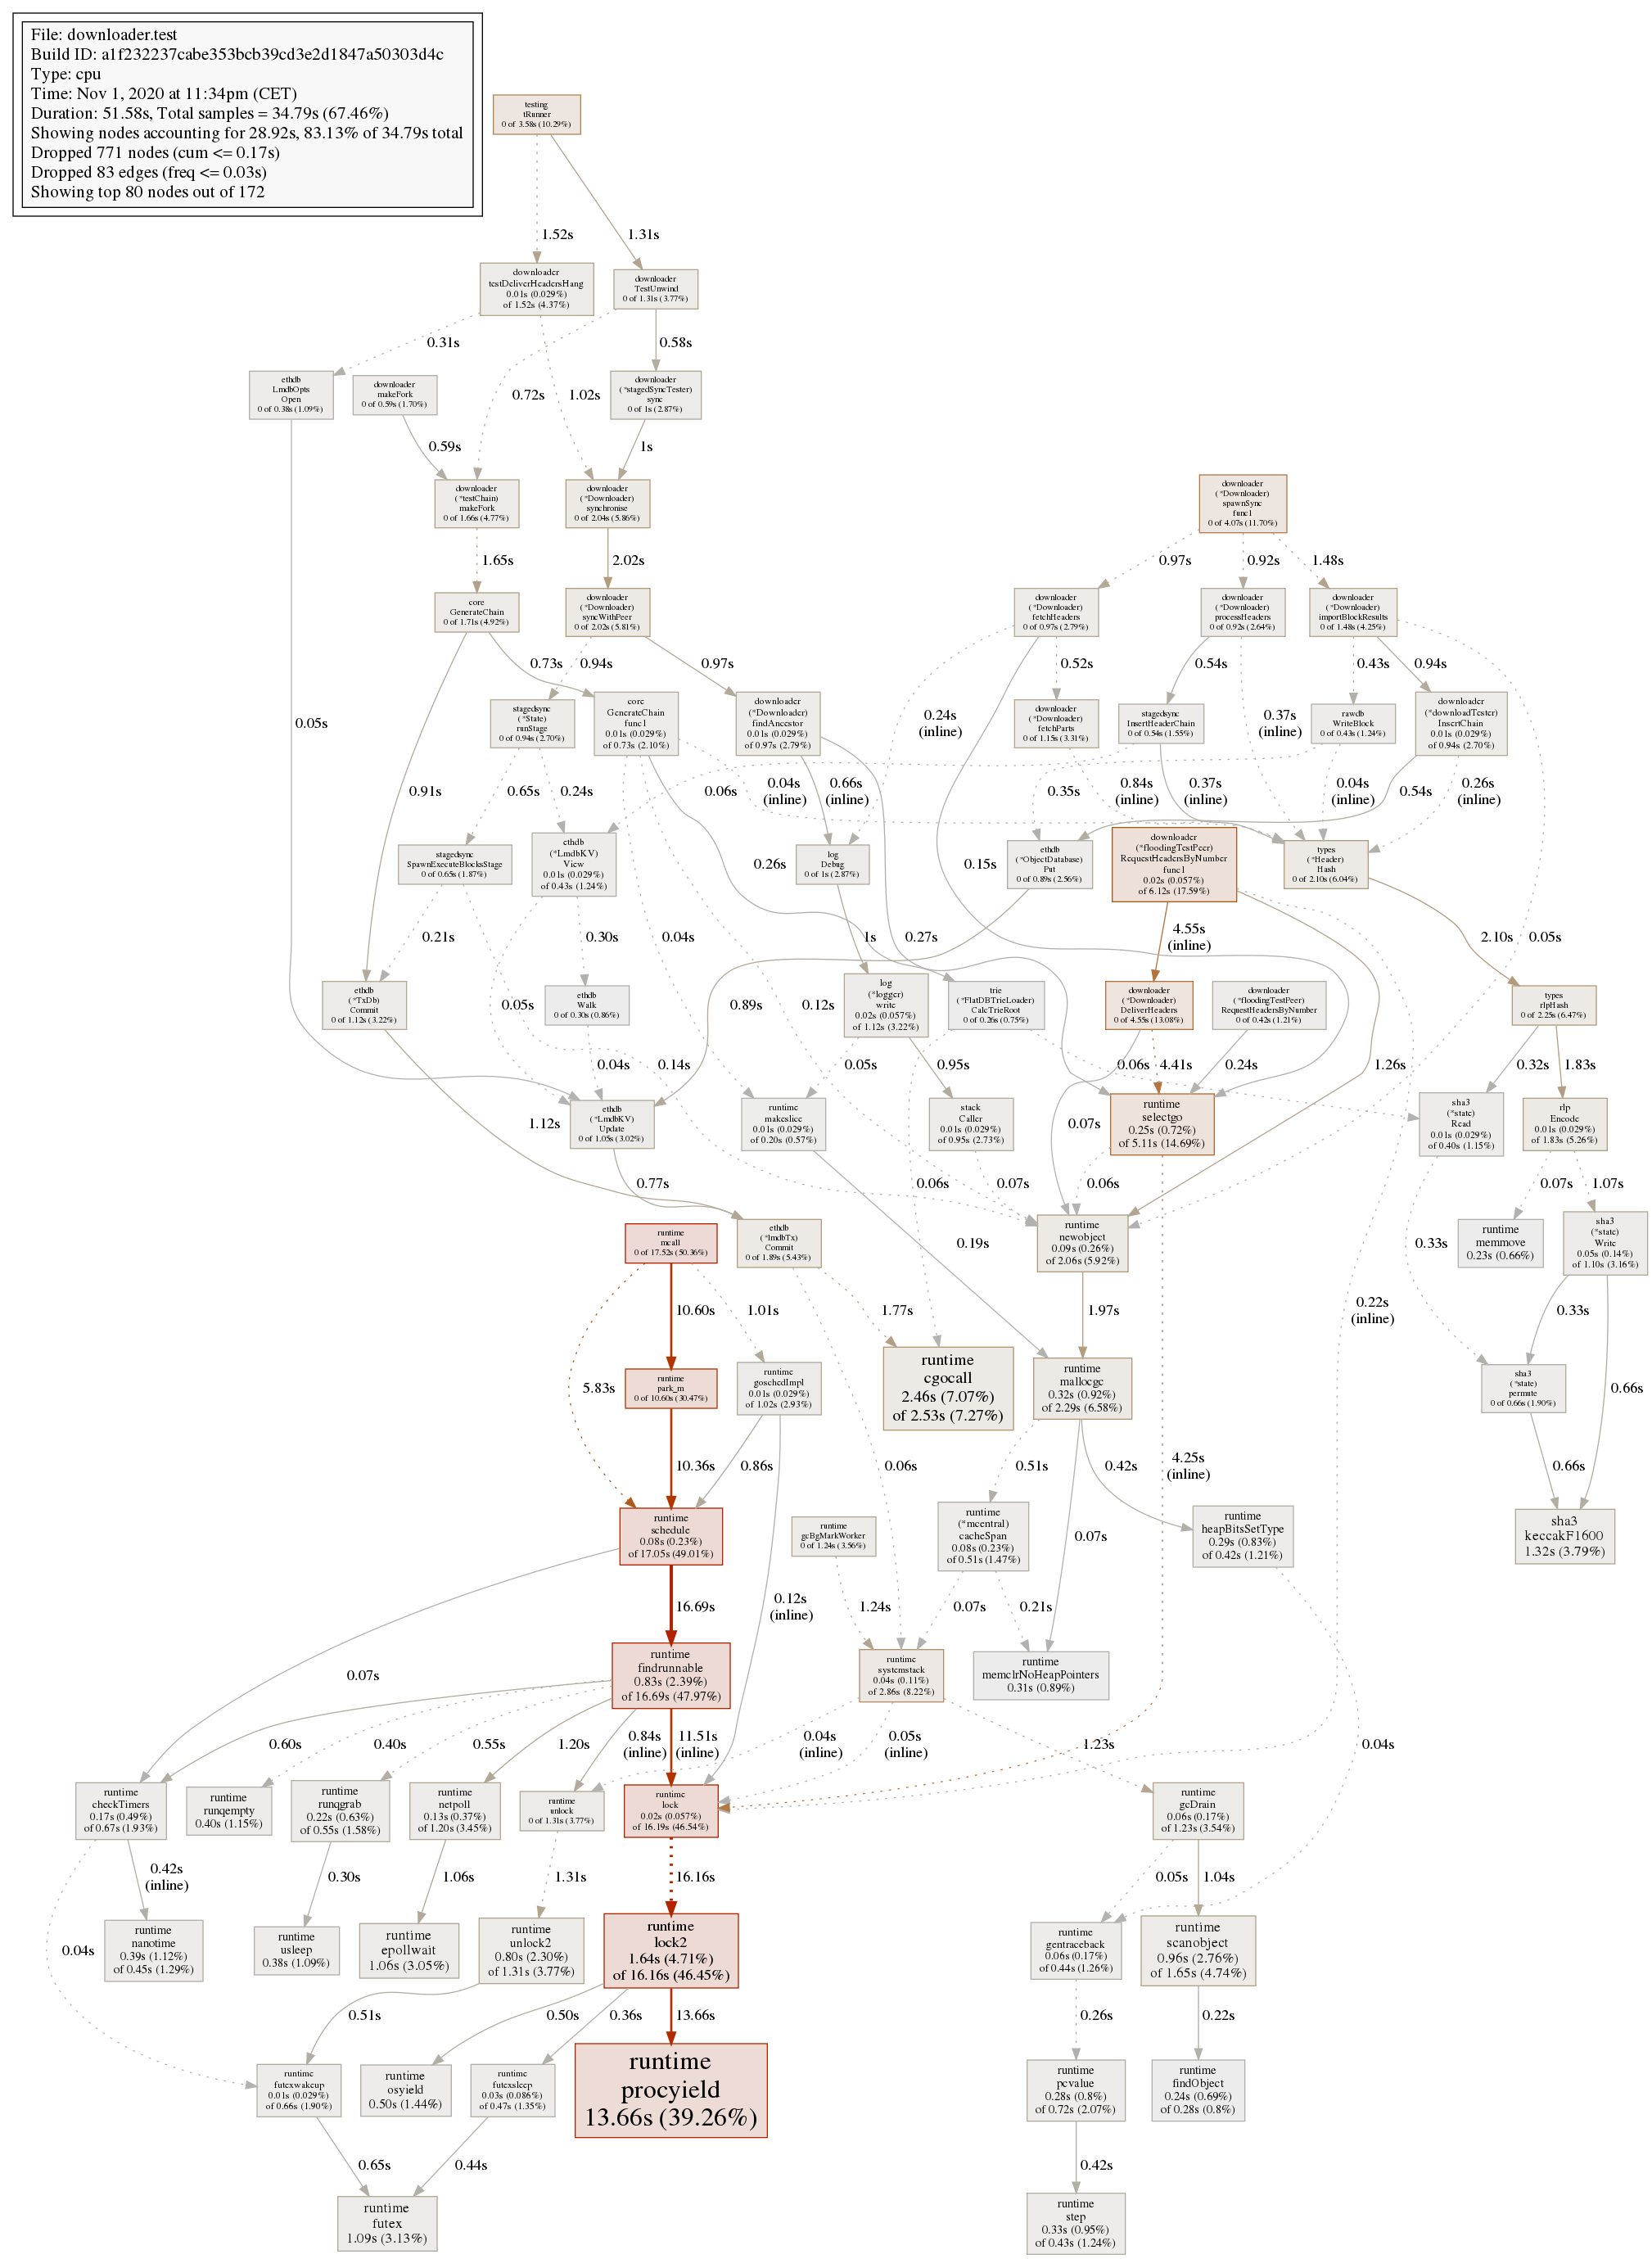 File: downloader.test
Build ID: a1f232237cabe353bcb39cd3e2d1847a50303d4c
Type: cpu
Time: Nov 1, 2020 at 11:34pm (CET)
Duration: 51.58s, Total samples = 34.79s (67.46%)
Showing nodes accounting for 28.92s, 83.13% of 34.79s total
Dropped 771 nodes (cum <= 0.17s)
Dropped 83 edges (freq <= 0.03s)
Showing top 80 nodes out of 172
testing
tRunner
0 of 3.58s (10.29%)
1.52s
1.31s
downloader
testDeliverHeadersHang
0.01s (0.029%)
of 1.52s (4.37%)
downloader
TestUnwind
0 of 1.31s (3.77%)
0.31s
0.58s
0.72s
1.02s
ethdb
LmdbOpts
Open
0 of 0.38s (1.09%)
downloader
makeFork
0 of 0.59s (1.70%)
downloader
(*stagedSyncTester)
sync
0 of 1s (2.87%)
0.59s
1s
downloader
(*testChain)
makeFork
0 of 1.66s (4.77%)
downloader
(*Downloader)
synchronise
0 of 2.04s (5.86%)
downloader
(*Downloader)
spawnSync
func1
0 of 4.07s (11.70%)
1.65s
2.02s
0.97s
0.92s
1.48s
core
GenerateChain
0 of 1.71s (4.92%)
downloader
(*Downloader)
syncWithPeer
0 of 2.02s (5.81%)
downloader
(*Downloader)
fetchHeaders
0 of 0.97s (2.79%)
downloader
(*Downloader)
processHeaders
0 of 0.92s (2.64%)
downloader
(*Downloader)
importBlockResults
0 of 1.48s (4.25%)
0.73s
0.94s
0.97s
0.52s
0.54s
0.43s
0.94s
0.05s
stagedsync
(*State)
runStage
0 of 0.94s (2.70%)
core
GenerateChain
func1
0.01s (0.029%)
of 0.73s (2.10%)
downloader
(*Downloader)
findAncestor
0.01s (0.029%)
of 0.97s (2.79%)
0.24s
(inline)
downloader
(*Downloader)
fetchParts
0 of 1.15s (3.31%)
stagedsync
InsertHeaderChain
0 of 0.54s (1.55%)
0.37s
(inline)
rawdb
WriteBlock
0 of 0.43s (1.24%)
downloader
(*downloadTester)
InsertChain
0.01s (0.029%)
of 0.94s (2.70%)
0.91s
0.65s
0.24s
0.06s
0.04s
(inline)
0.66s
(inline)
0.35s
0.84s
(inline)
0.37s
(inline)
0.04s
(inline)
0.54s
0.26s
(inline)
stagedsync
SpawnExecuteBlocksStage
0 of 0.65s (1.87%)
ethdb
(*LmdbKV)
View
0.01s (0.029%)
of 0.43s (1.24%)
0.26s
log
Debug
0 of 1s (2.87%)
0.15s
ethdb
(*ObjectDatabase)
Put
0 of 0.89s (2.56%)
downloader
(*floodingTestPeer)
RequestHeadersByNumber
func1
0.02s (0.057%)
of 6.12s (17.59%)
types
(*Header)
Hash
0 of 2.10s (6.04%)
0.21s
0.30s
0.04s
1s
0.27s
4.55s
(inline)
2.10s
0.05s
ethdb
(*TxDb)
Commit
0 of 1.12s (3.22%)
0.05s
ethdb
Walk
0 of 0.30s (0.86%)
0.89s
0.12s
log
(*logger)
write
0.02s (0.057%)
of 1.12s (3.22%)
trie
(*FlatDBTrieLoader)
CalcTrieRoot
0 of 0.26s (0.75%)
downloader
(*Downloader)
DeliverHeaders
0 of 4.55s (13.08%)
downloader
(*floodingTestPeer)
RequestHeadersByNumber
0 of 0.42s (1.21%)
types
rlpHash
0 of 2.25s (6.47%)
0.04s
0.14s
0.05s
0.95s
0.06s
4.41s
0.24s
1.26s
0.32s
1.83s
1.12s
ethdb
(*LmdbKV)
Update
0 of 1.05s (3.02%)
runtime
makeslice
0.01s (0.029%)
of 0.20s (0.57%)
stack
Caller
0.01s (0.029%)
of 0.95s (2.73%)
0.07s
runtime
selectgo
0.25s (0.72%)
of 5.11s (14.69%)
sha3
(*state)
Read
0.01s (0.029%)
of 0.40s (1.15%)
rlp
Encode
0.01s (0.029%)
of 1.83s (5.26%)
0.77s
0.06s
0.07s
0.06s
0.07s
1.07s
runtime
mcall
0 of 17.52s (50.36%)
ethdb
(*lmdbTx)
Commit
0 of 1.89s (5.43%)
0.19s
runtime
newobject
0.09s (0.26%)
of 2.06s (5.92%)
0.33s
runtime
memmove
0.23s (0.66%)
sha3
(*state)
Write
0.05s (0.14%)
of 1.10s (3.16%)
10.60s
1.01s
1.77s
1.97s
0.22s
(inline)
0.33s
5.83s
runtime
park_m
0 of 10.60s (30.47%)
runtime
goschedImpl
0.01s (0.029%)
of 1.02s (2.93%)
runtime
cgocall
2.46s (7.07%)
of 2.53s (7.27%)
runtime
mallocgc
0.32s (0.92%)
of 2.29s (6.58%)
sha3
(*state)
permute
0 of 0.66s (1.90%)
0.66s
10.36s
0.86s
0.06s
0.51s
0.42s
4.25s
(inline)
0.66s
runtime
schedule
0.08s (0.23%)
of 17.05s (49.01%)
runtime
gcBgMarkWorker
0 of 1.24s (3.56%)
runtime
(*mcentral)
cacheSpan
0.08s (0.23%)
of 0.51s (1.47%)
0.07s
runtime
heapBitsSetType
0.29s (0.83%)
of 0.42s (1.21%)
sha3
keccakF1600
1.32s (3.79%)
16.69s
0.12s
(inline)
1.24s
0.07s
0.21s
0.07s
runtime
findrunnable
0.83s (2.39%)
of 16.69s (47.97%)
runtime
systemstack
0.04s (0.11%)
of 2.86s (8.22%)
runtime
memclrNoHeapPointers
0.31s (0.89%)
0.60s
0.40s
0.55s
1.20s
0.84s
(inline)
11.51s
(inline)
0.04s
(inline)
0.05s
(inline)
1.23s
0.04s
runtime
checkTimers
0.17s (0.49%)
of 0.67s (1.93%)
runtime
runqempty
0.40s (1.15%)
runtime
runqgrab
0.22s (0.63%)
of 0.55s (1.58%)
runtime
netpoll
0.13s (0.37%)
of 1.20s (3.45%)
runtime
unlock
0 of 1.31s (3.77%)
runtime
lock
0.02s (0.057%)
of 16.19s (46.54%)
runtime
gcDrain
0.06s (0.17%)
of 1.23s (3.54%)
0.42s
(inline)
0.30s
1.06s
1.31s
16.16s
0.05s
1.04s
0.04s
runtime
nanotime
0.39s (1.12%)
of 0.45s (1.29%)
runtime
usleep
0.38s (1.09%)
runtime
epollwait
1.06s (3.05%)
runtime
unlock2
0.80s (2.30%)
of 1.31s (3.77%)
runtime
lock2
1.64s (4.71%)
of 16.16s (46.45%)
runtime
gentraceback
0.06s (0.17%)
of 0.44s (1.26%)
runtime
scanobject
0.96s (2.76%)
of 1.65s (4.74%)
0.51s
0.50s
0.36s
13.66s
0.26s
0.22s
runtime
futexwakeup
0.01s (0.029%)
of 0.66s (1.90%)
runtime
osyield
0.50s (1.44%)
runtime
futexsleep
0.03s (0.086%)
of 0.47s (1.35%)
runtime
procyield
13.66s (39.26%)
runtime
pcvalue
0.28s (0.8%)
of 0.72s (2.07%)
runtime
findObject
0.24s (0.69%)
of 0.28s (0.8%)
0.65s
0.44s
0.42s
runtime
futex
1.09s (3.13%)
runtime
step
0.33s (0.95%)
of 0.43s (1.24%)